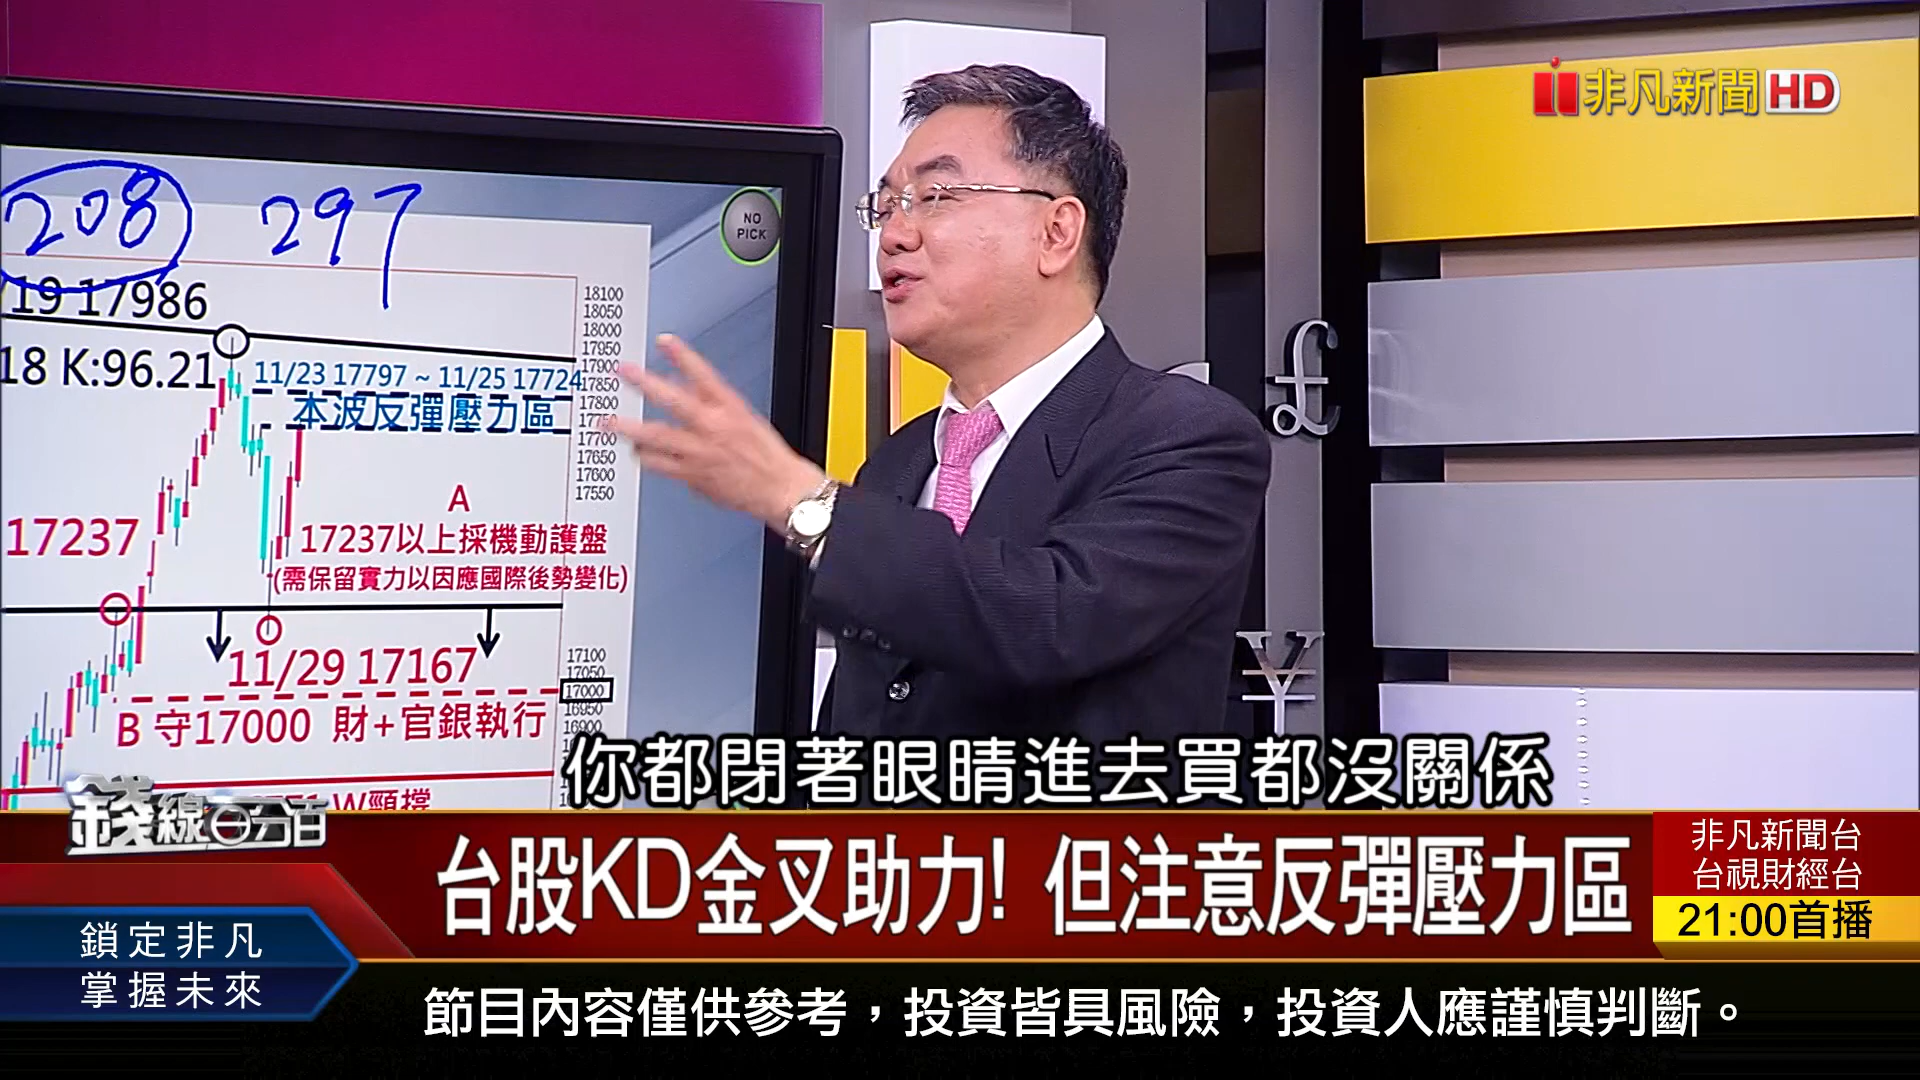 非凡新聞HD
208 297
NO
PICK
/19 17986
18 K:96.21
11/23 17797 ~ 11/25 17724
本波反彈壓力區
18100
18050
18000
17950
17900
17850
17800
17750
17700
17650
17600
17550
A
17237
17237以上採機動護盤
(需保留實力以因應國際後勢變化)
11/29 17167
17100
17050
17000
16950
16900
B 守17000 財+官銀執行
W頸撐
你都閉著眼睛進去買都沒關係
錢線百分百
台股KD金叉助力! 但注意反彈壓力區
非凡新聞台
台視財經台
21:00首播
鎖定非凡
掌握未來
節目內容僅供參考，投資皆具風險，投資人應謹慎判斷。
£
¥